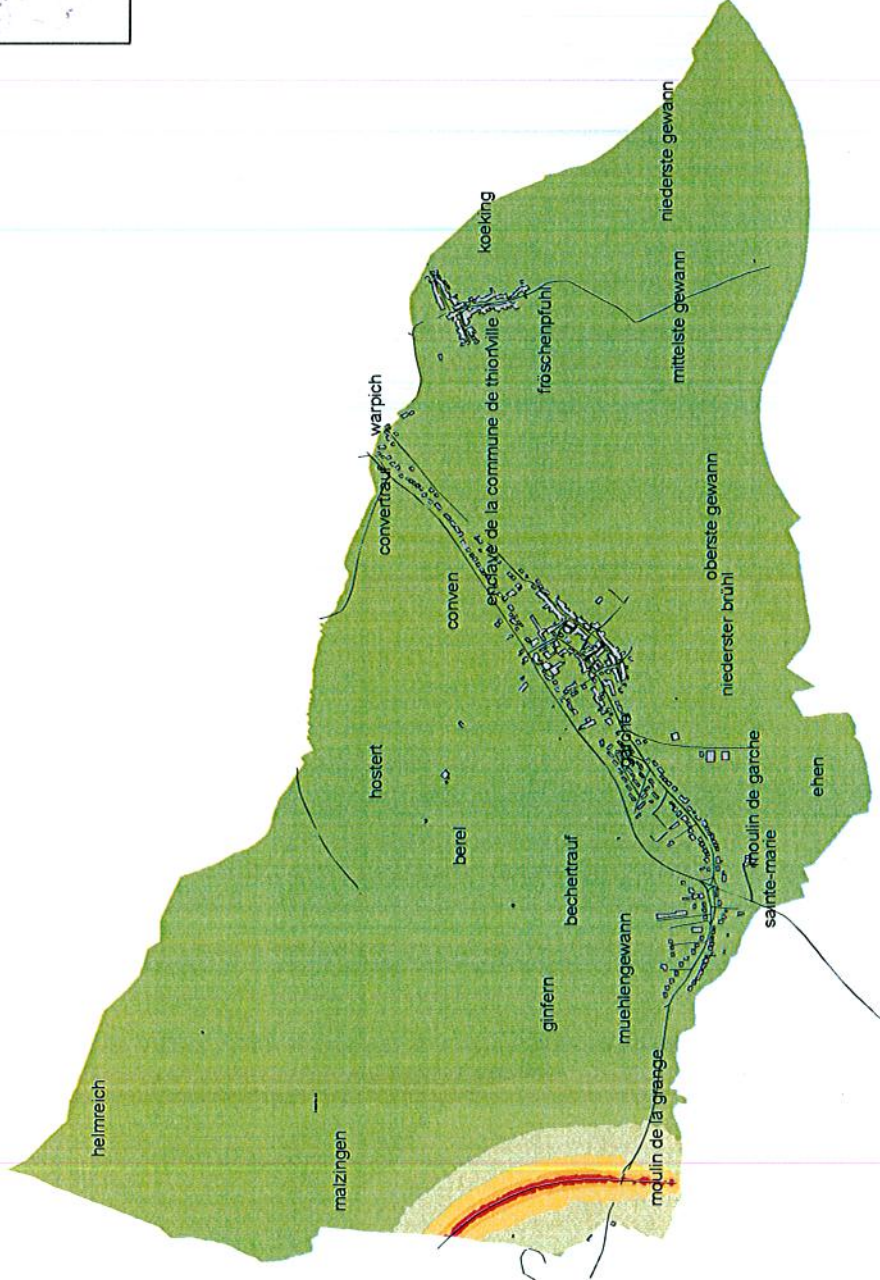 helmreich
malzingen
hostert
warpich
convertrauf
conven
berel
koeking
enclave de la commune de thionville
fröschenpfuhl
ginfern
bechertrauf
muehlengewann
garche
moulin de la grange
niederste gewann
mittelste gewann
oberste gewann
niederster brühl
moulin de garche
sainte-marie
ehen